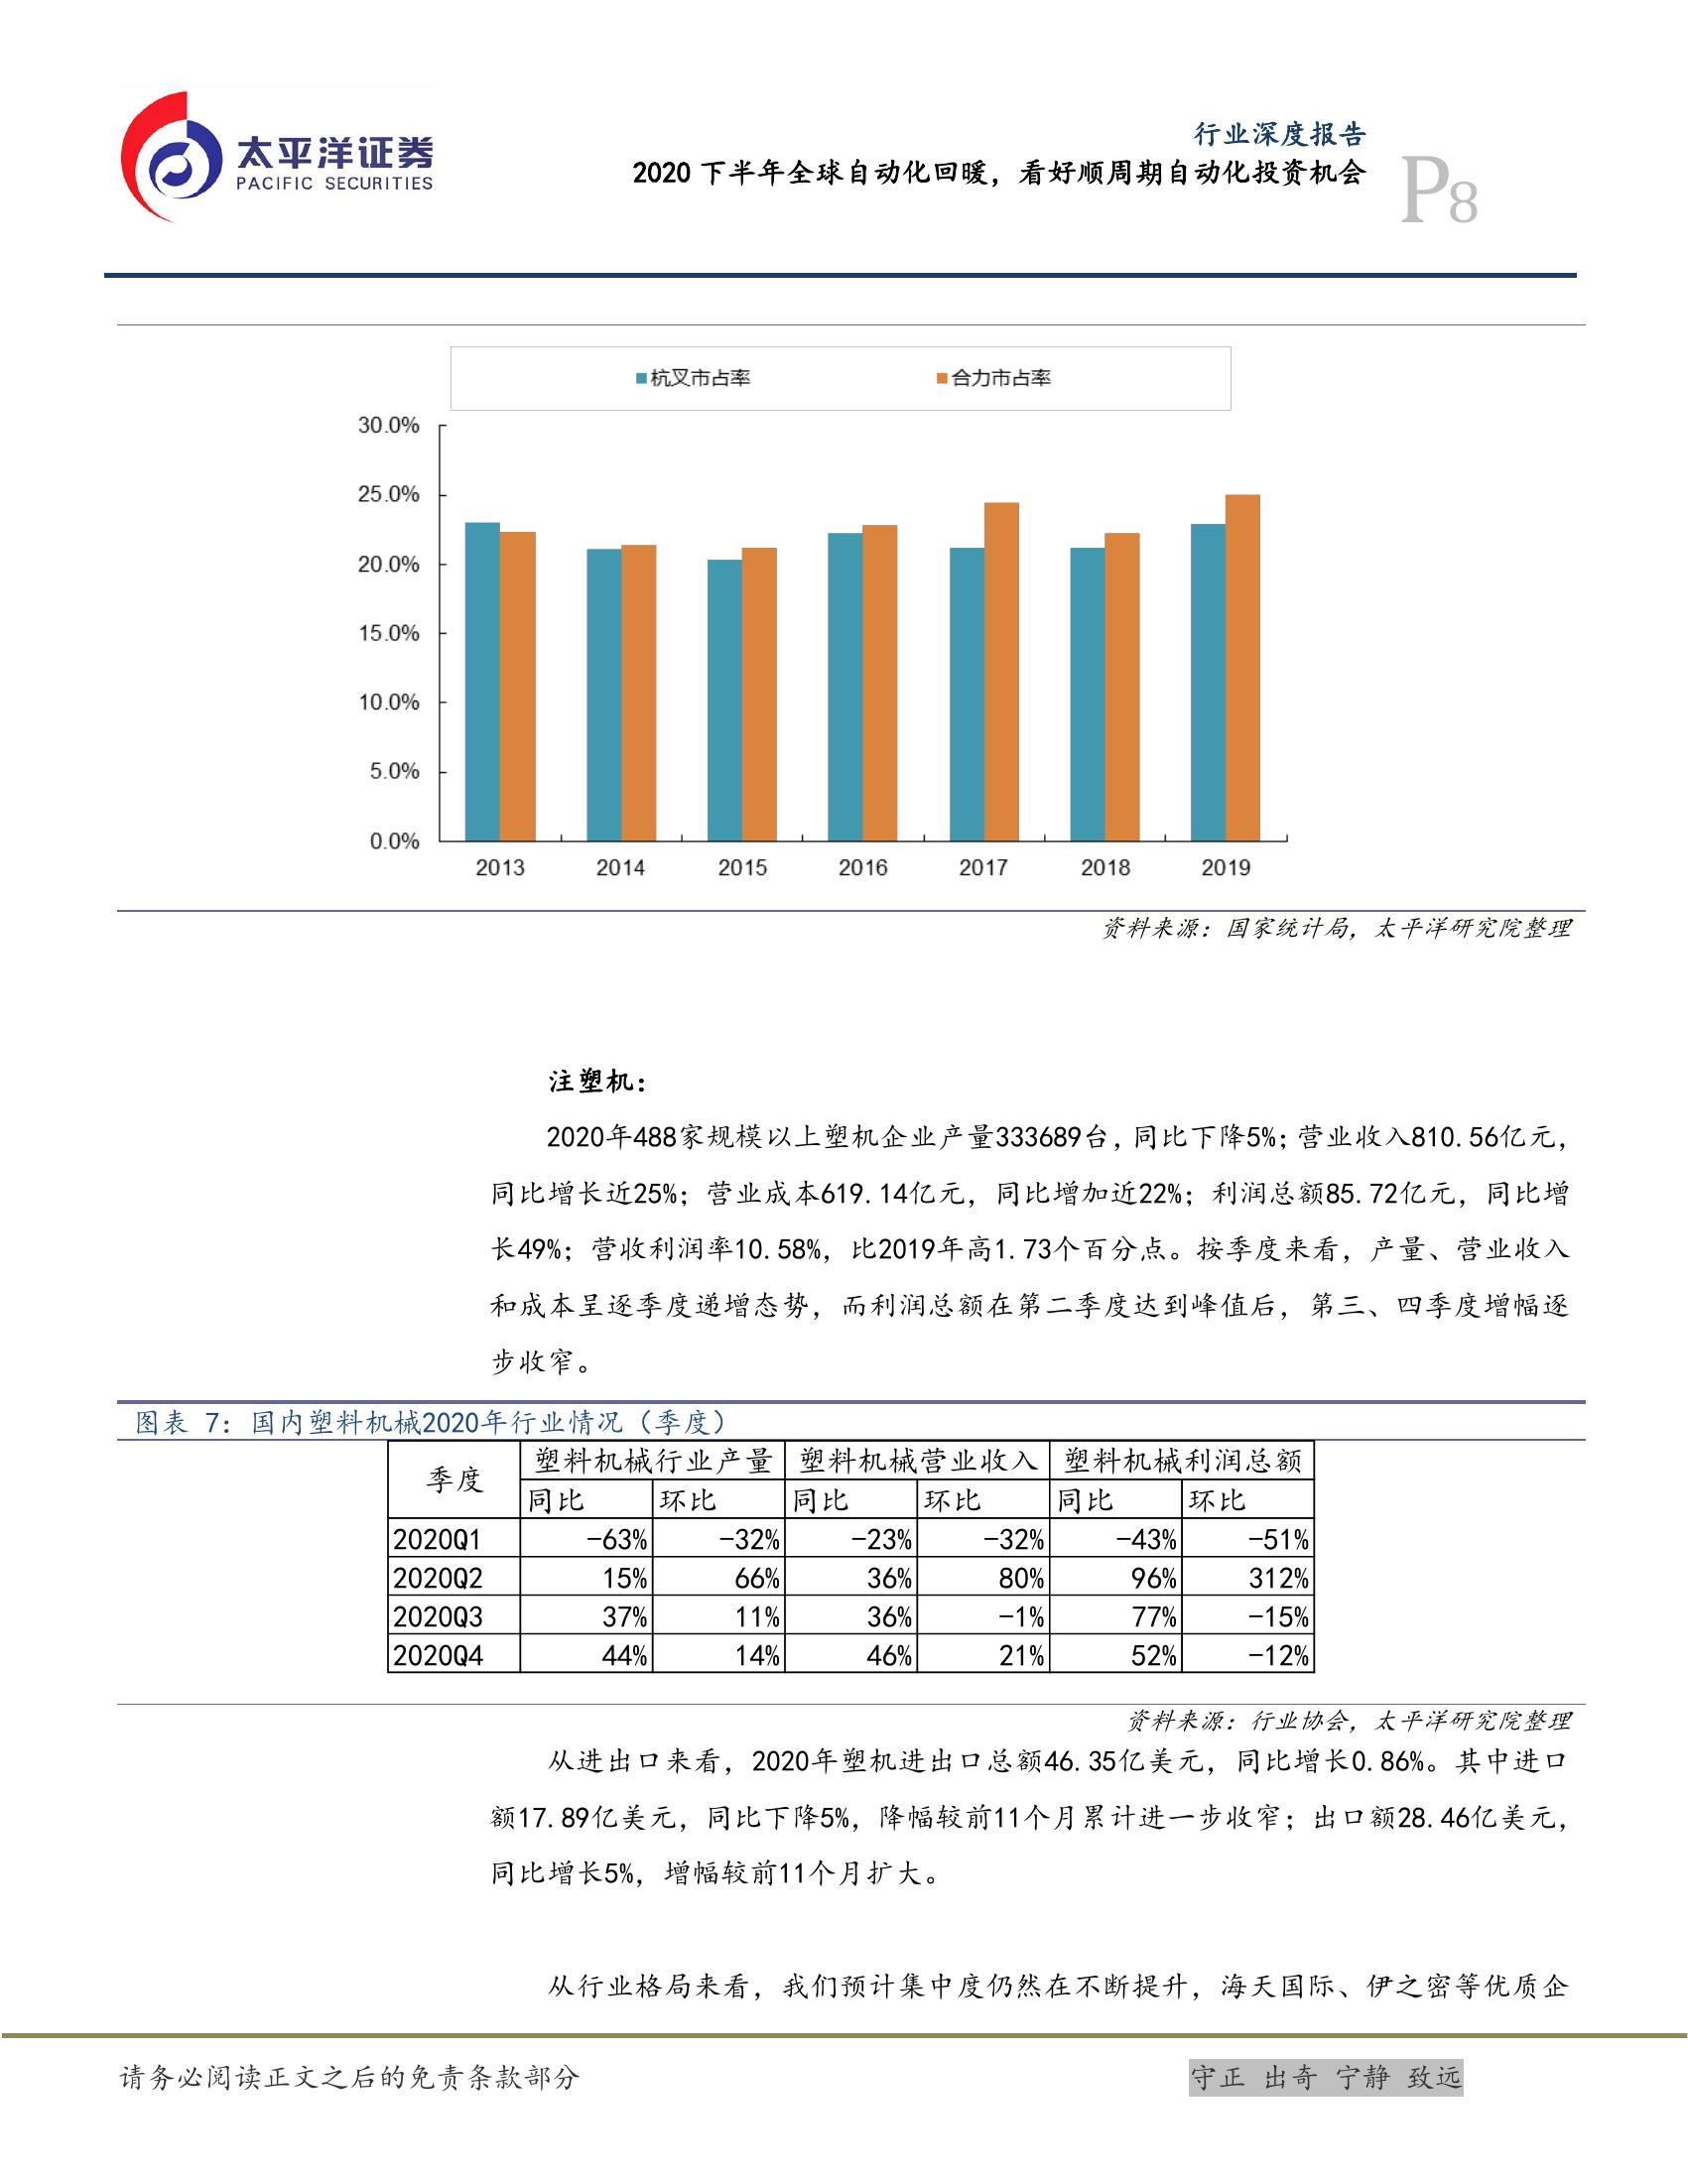 太平洋证券
PACIFIC SECURITIES
行业深度报告
2020 下半年全球自动化回暖，看好顺周期自动化投资机会
P8
杭叉市占率 合力市占率
30.0%
25.0%
20.0%
15.0%
10.0%
5.0%
0.0%
2013 2014 2015 2016 2017 2018 2019
资料来源：国家统计局，太平洋研究院整理
注塑机：
2020年488家规模以上塑机企业产量333689台，同比下降5%；营业收入810.56亿元，
同比增长近25%；营业成本619.14亿元，同比增加近22%；利润总额85.72亿元，同比增
长49%；营收利润率10.58%，比2019年高1.73个百分点。按季度来看，产量、营业收入
和成本呈逐季度递增态势，而利润总额在第二季度达到峰值后，第三、四季度增幅逐
步收窄。
图表 7：国内塑料机械2020年行业情况（季度）
季度 塑料机械行业产量 塑料机械营业收入 塑料机械利润总额
同比 环比 同比 环比 同比 环比
2020Q1 -63% -32% -23% -32% -43% -51%
2020Q2 15% 66% 36% 80% 96% 312%
2020Q3 37% 11% 36% -1% 77% -15%
2020Q4 44% 14% 46% 21% 52% -12%
资料来源：行业协会，太平洋研究院整理
从进出口来看，2020年塑机进出口总额46.35亿美元，同比增长0.86%。其中进口
额17.89亿美元，同比下降5%，降幅较前11个月累计进一步收窄；出口额28.46亿美元，
同比增长5%，增幅较前11个月扩大。
从行业格局来看，我们预计集中度仍然在不断提升，海天国际、伊之密等优质企
请务必阅读正文之后的免责条款部分
守正 出奇 宁静 致远